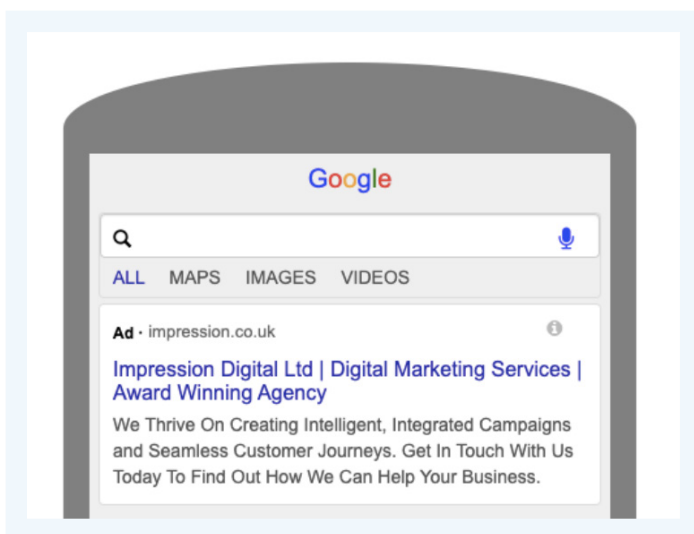 Google
ALL MAPS IMAGES VIDEOS
Ad · impression.co.uk
Impression Digital Ltd | Digital Marketing Services |
Award Winning Agency
We Thrive On Creating Intelligent, Integrated Campaigns
and Seamless Customer Journeys. Get In Touch With Us
Today To Find Out How We Can Help Your Business.